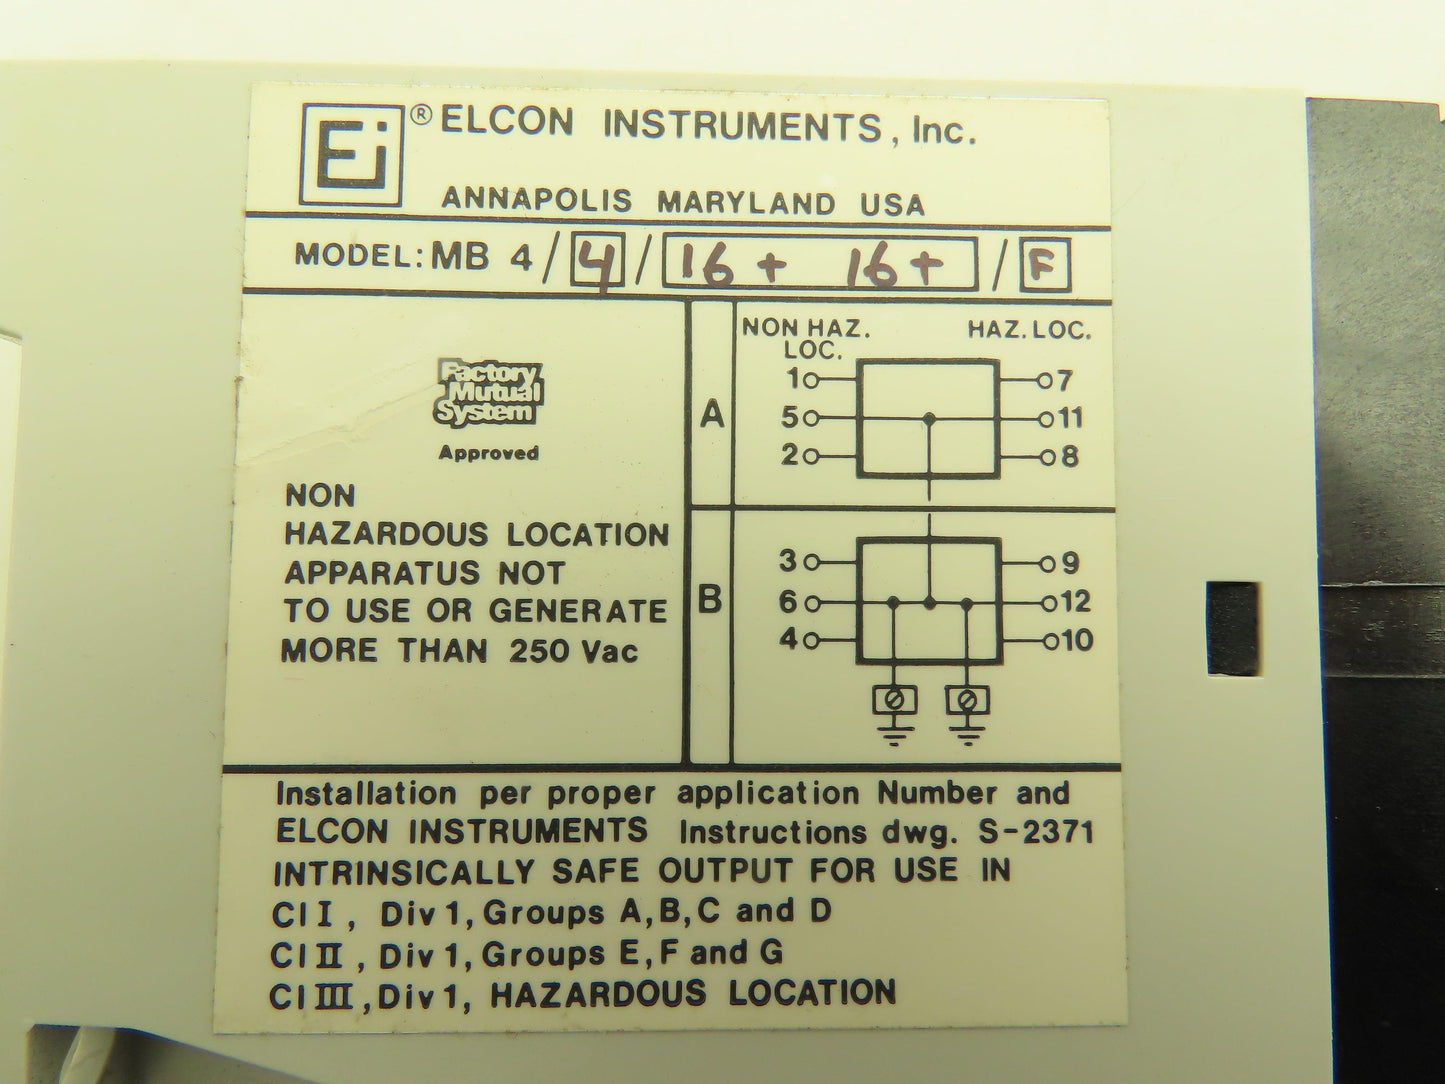 Ei ® ELCON INSTRUMENTS, Inc.
ANNAPOLIS MARYLAND USA
MODEL: MB 4/4/16+ 16+/F
Factory
Mutual
System
Approved
NON
HAZARDOUS LOCATION
APPARATUS NOT
TO USE OR GENERATE
MORE THAN 250 Vac
A
NON HAZ. HAZ. LOC.
LOC.
1 7
5 11
2 8
B
3 9
6 12
4 10
Installation per proper application Number and
ELCON INSTRUMENTS Instructions dwg. S-2371
INTRINSICALLY SAFE OUTPUT FOR USE IN
Cl I, Div 1, Groups A, B, C and D
Cl II, Div 1, Groups E, F and G
Cl III, Div 1, HAZARDOUS LOCATION